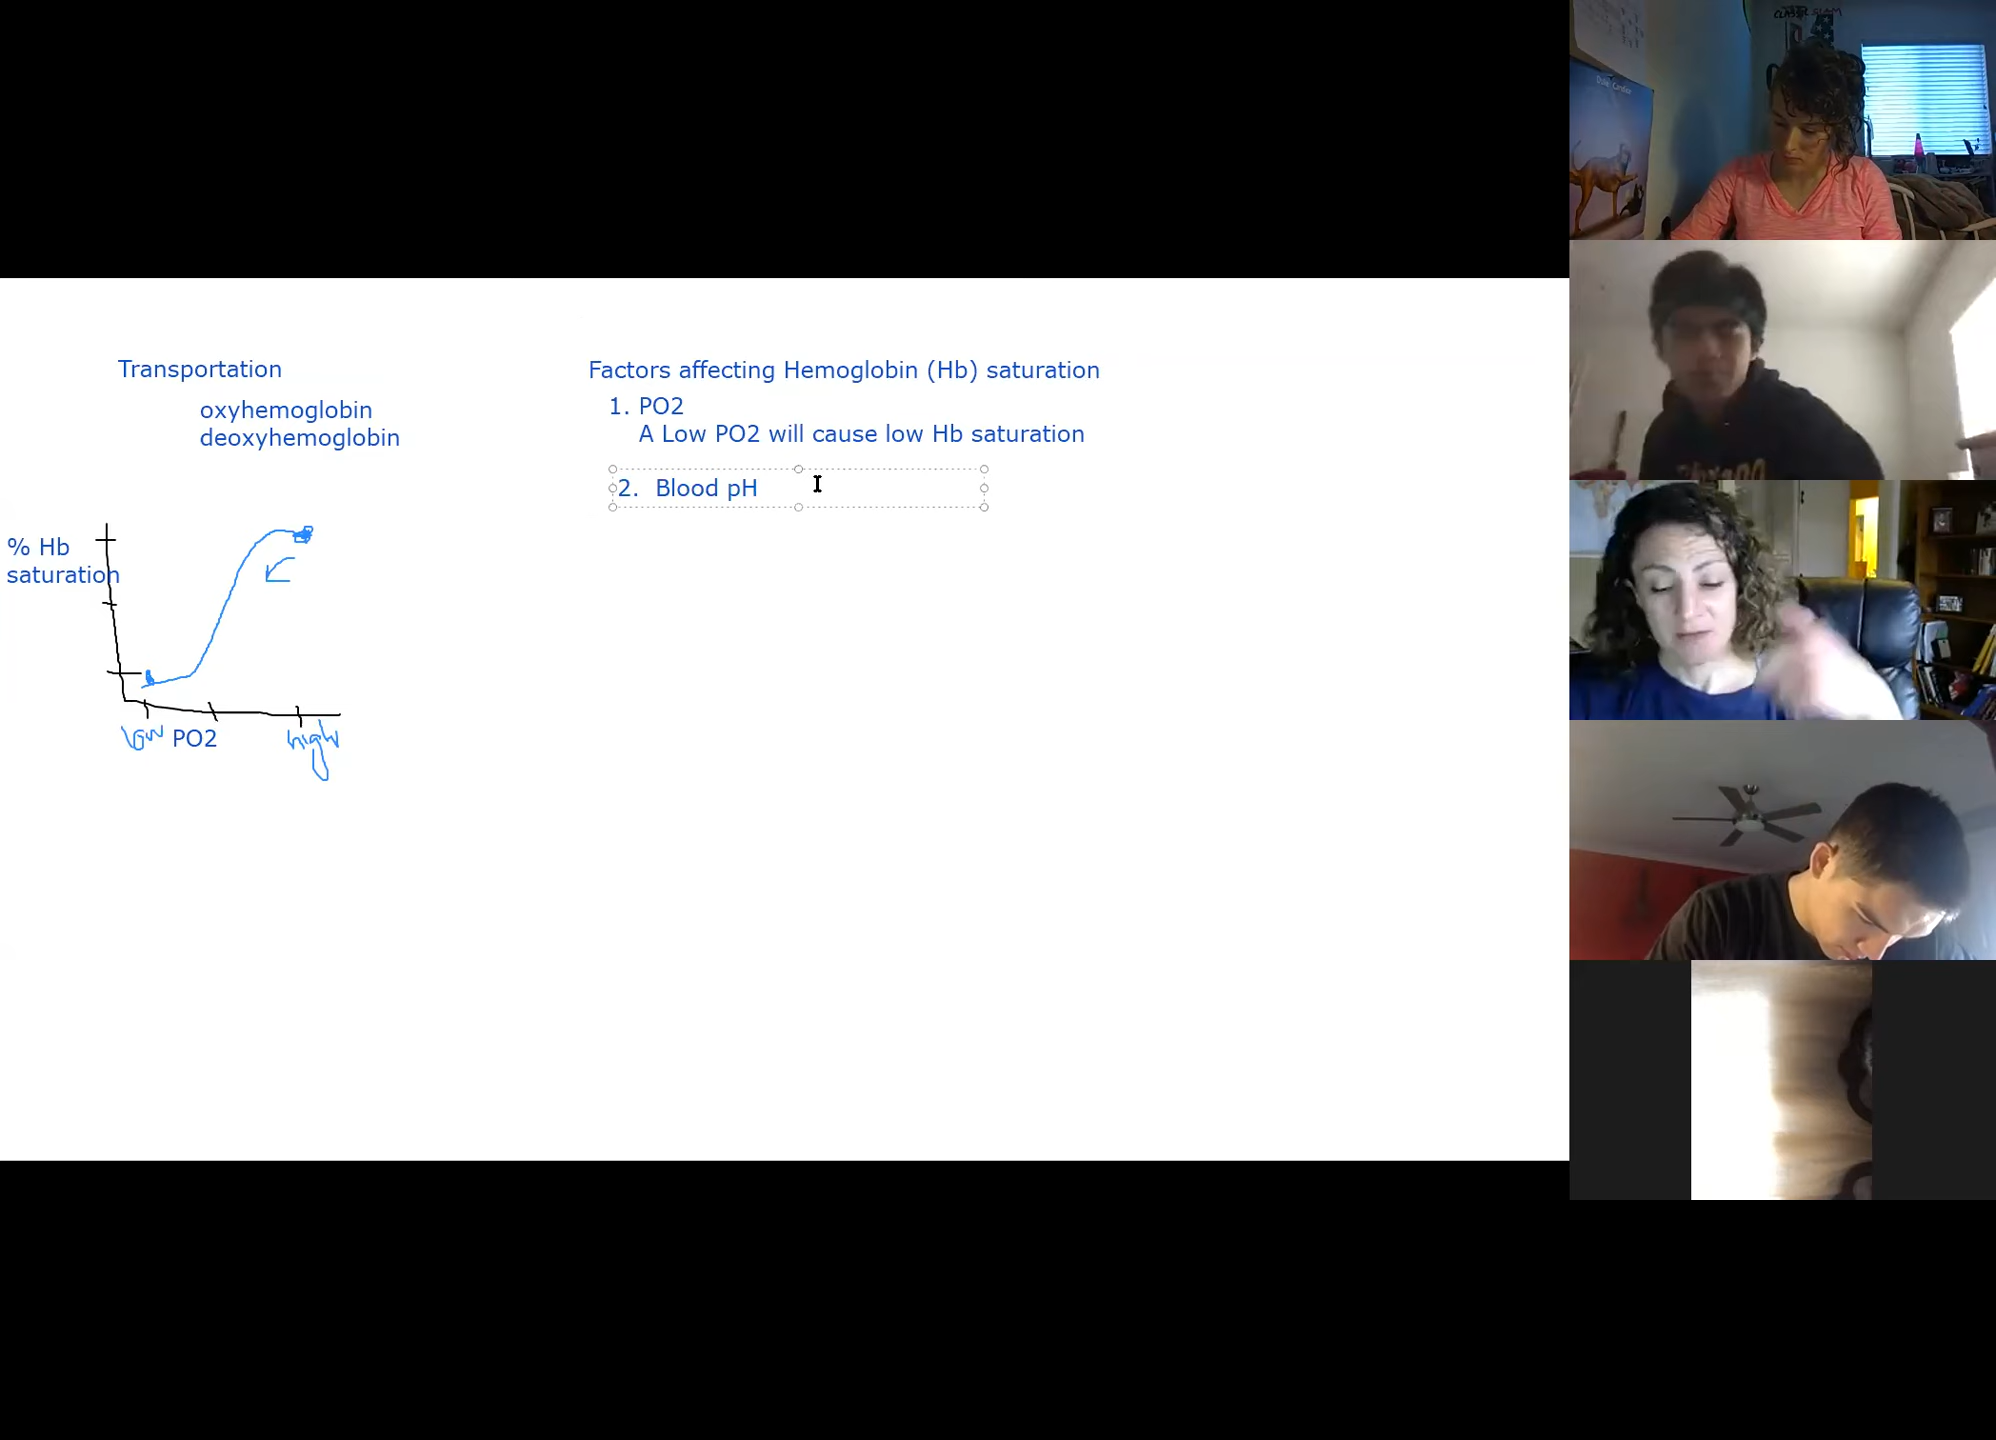 Transportation
oxyhemoglobin
deoxyhemoglobin
% Hb
saturation
low PO2 high
Factors affecting Hemoglobin (Hb) saturation
1. PO2
A Low PO2 will cause low Hb saturation
2. Blood pH